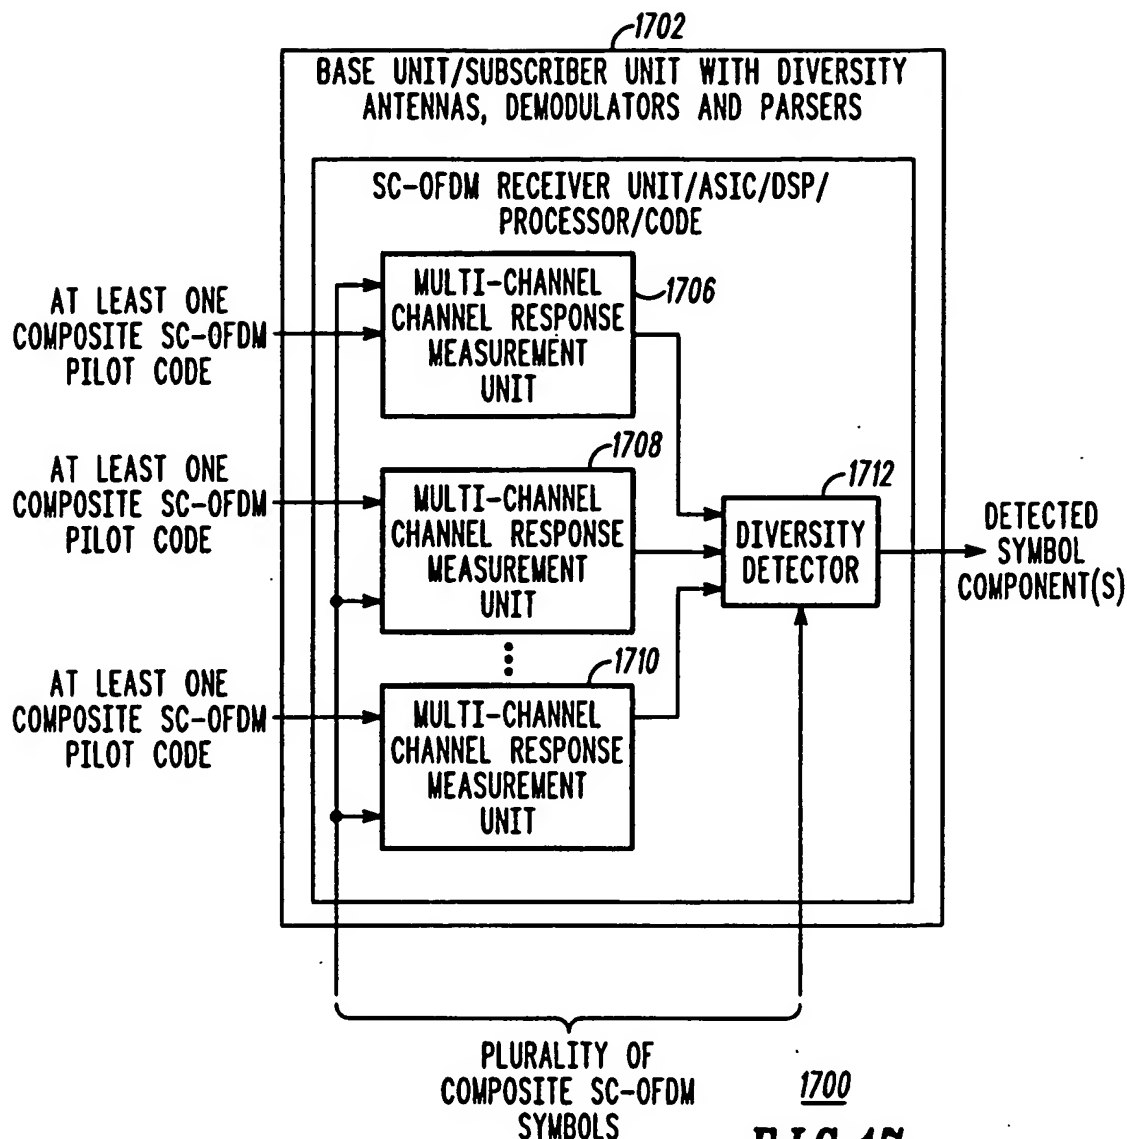 1702
BASE UNIT/SUBSCRIBER UNIT WITH DIVERSITY
ANTENNAS, DEMODULATORS AND PARSERS
SC-OFDM RECEIVER UNIT/ASIC/DSP/
PROCESSOR/CODE
AT LEAST ONE
COMPOSITE SC-OFDM
PILOT CODE
MULTI-CHANNEL
CHANNEL RESPONSE
MEASUREMENT
UNIT
1706
AT LEAST ONE
COMPOSITE SC-OFDM
PILOT CODE
1708
MULTI-CHANNEL
CHANNEL RESPONSE
MEASUREMENT
UNIT
1712
DIVERSITY
DETECTOR
DETECTED
SYMBOL
COMPONENT(S)
AT LEAST ONE
COMPOSITE SC-OFDM
PILOT CODE
1710
MULTI-CHANNEL
CHANNEL RESPONSE
MEASUREMENT
UNIT
PLURALITY OF
COMPOSITE SC-OFDM
SYMBOLS
1700